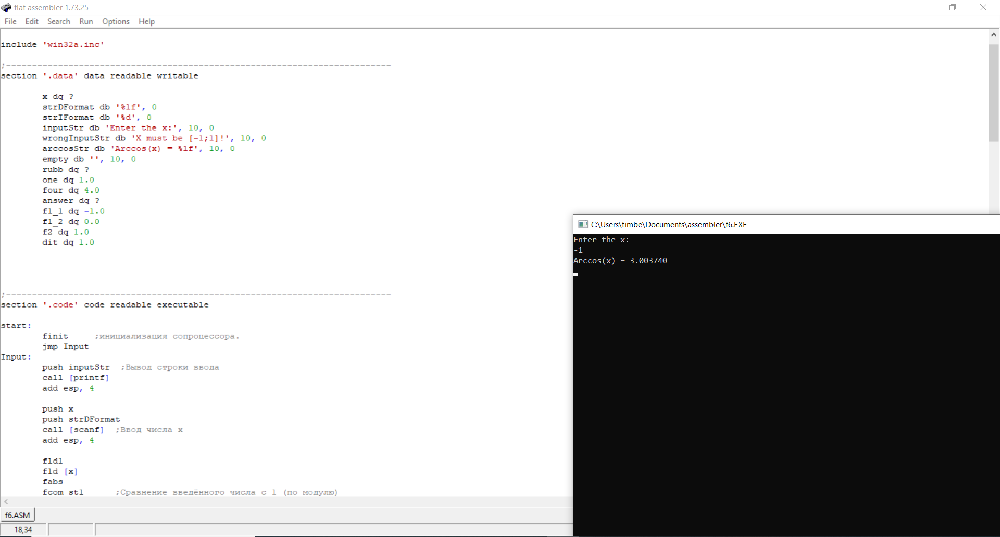 flat assembler 1.73.25
File Edit Search Run Options Help
include 'win32a.inc'
;--------------------------------------------------------------------------
section '.data' data readable writable
x dq ?
strDFormat db '%lf', 0
strIFormat db '%d', 0
inputStr db 'Enter the x:', 10, 0
wrongInputStr db 'X must be [-1;1]!', 10, 0
arccosStr db 'Arccos(x) = %lf', 10, 0
empty db '', 10, 0
rubb dq ?
one dq 1.0
four dq 4.0
answer dq ?
f1_1 dq -1.0
f1_2 dq 0.0
f2 dq 1.0
dit dq 1.0
;--------------------------------------------------------------------------
section '.code' code readable executable
start:
finit ;инициализация сопроцессора.
jmp Input
Input:
push inputStr ;Вывод строки ввода
call [printf]
add esp, 4
push x
push strDFormat
call [scanf] ;Ввод числа x
add esp, 4
fld1
fld [x]
fabs
fcom st1 ;Сравнение введённого числа с 1 (по модулю)
f6.ASM
18,34
C:\Users\timbe\Documents\assembler\f6.EXE
Enter the x:
-1
Arccos(x) = 3.003740